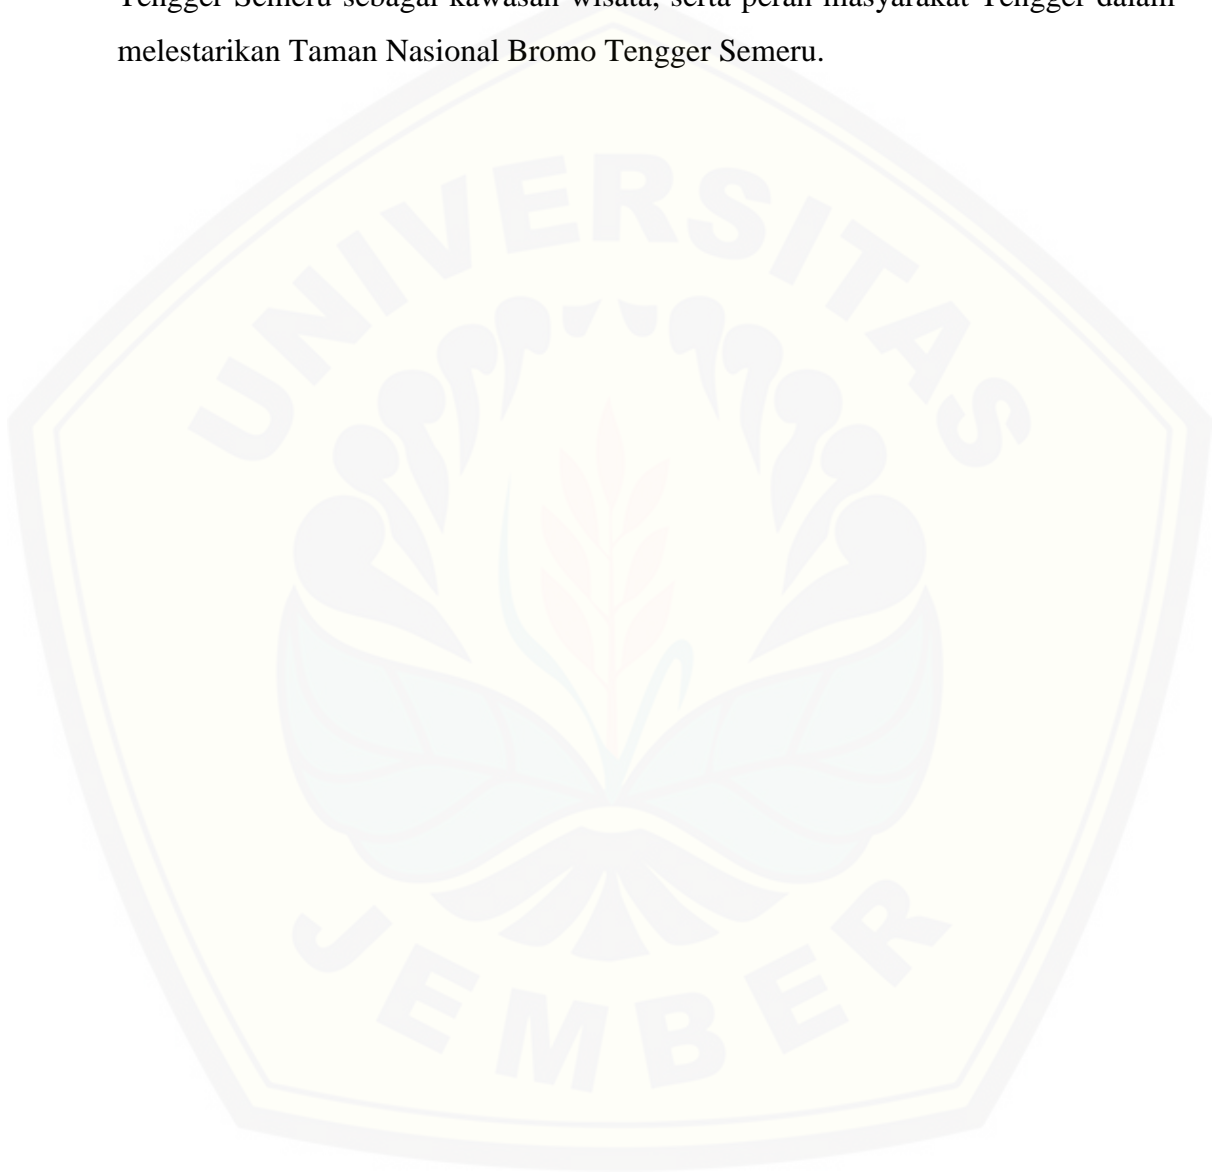 Tengger Semeru sebagai kawasan wisata, serta peran masyarakat Tengger dalam
melestarikan Taman Nasional Bromo Tengger Semeru.
UNIVERSITAS
JEMBER